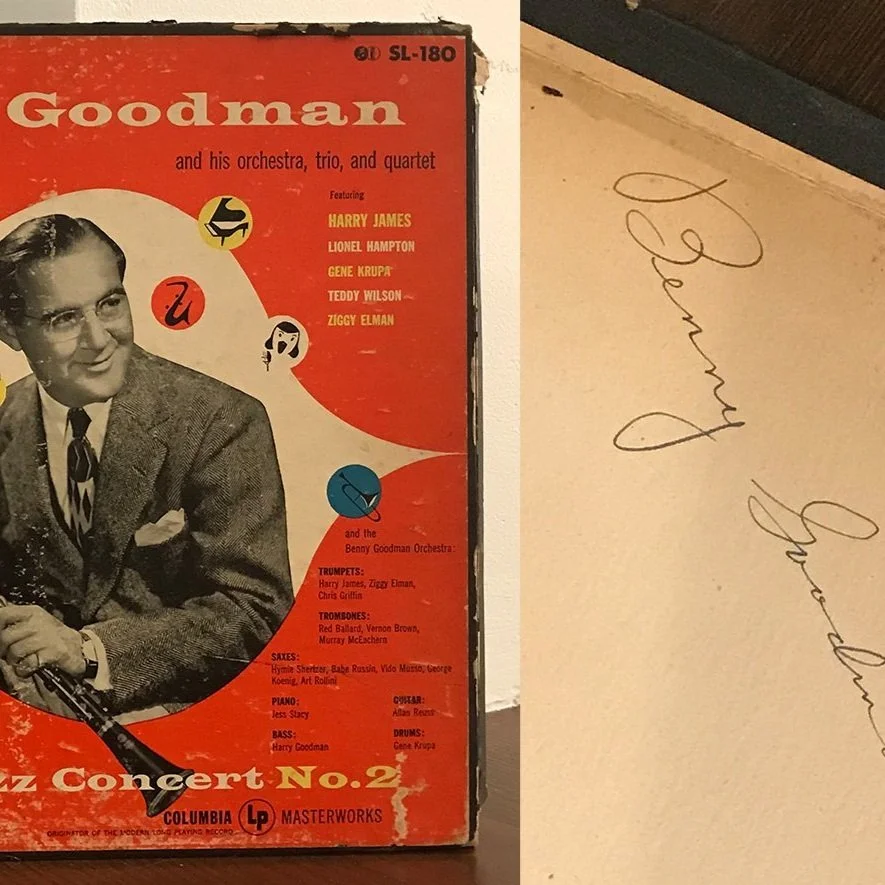 SL-180
Goodman
and his orchestra, trio, and quartet
Featuring
HARRY JAMES
LIONEL HAMPTON
GENE KRUPA
TEDDY WILSON
ZIGGY ELMAN
and the
Benny Goodman Orchestra:
TRUMPETS:
Harry James, Ziggy Elman,
Chris Griffin
TROMBONES:
Red Ballard, Vernon Brown,
Murray McEachern
SAXES:
Hymie Shertzer, Babe Russin, Vido Musso, George
Koenig, Art Rollini
PIANO:
Jess Stacy
GUITAR:
Allan Reuss
BASS:
Harry Goodman
DRUMS:
Gene Krupa
zz Concert No.2
COLUMBIA Lp MASTERWORKS
ORIGINATOR OF THE MODERN LONG PLAYING RECORD
Benny
Goodm